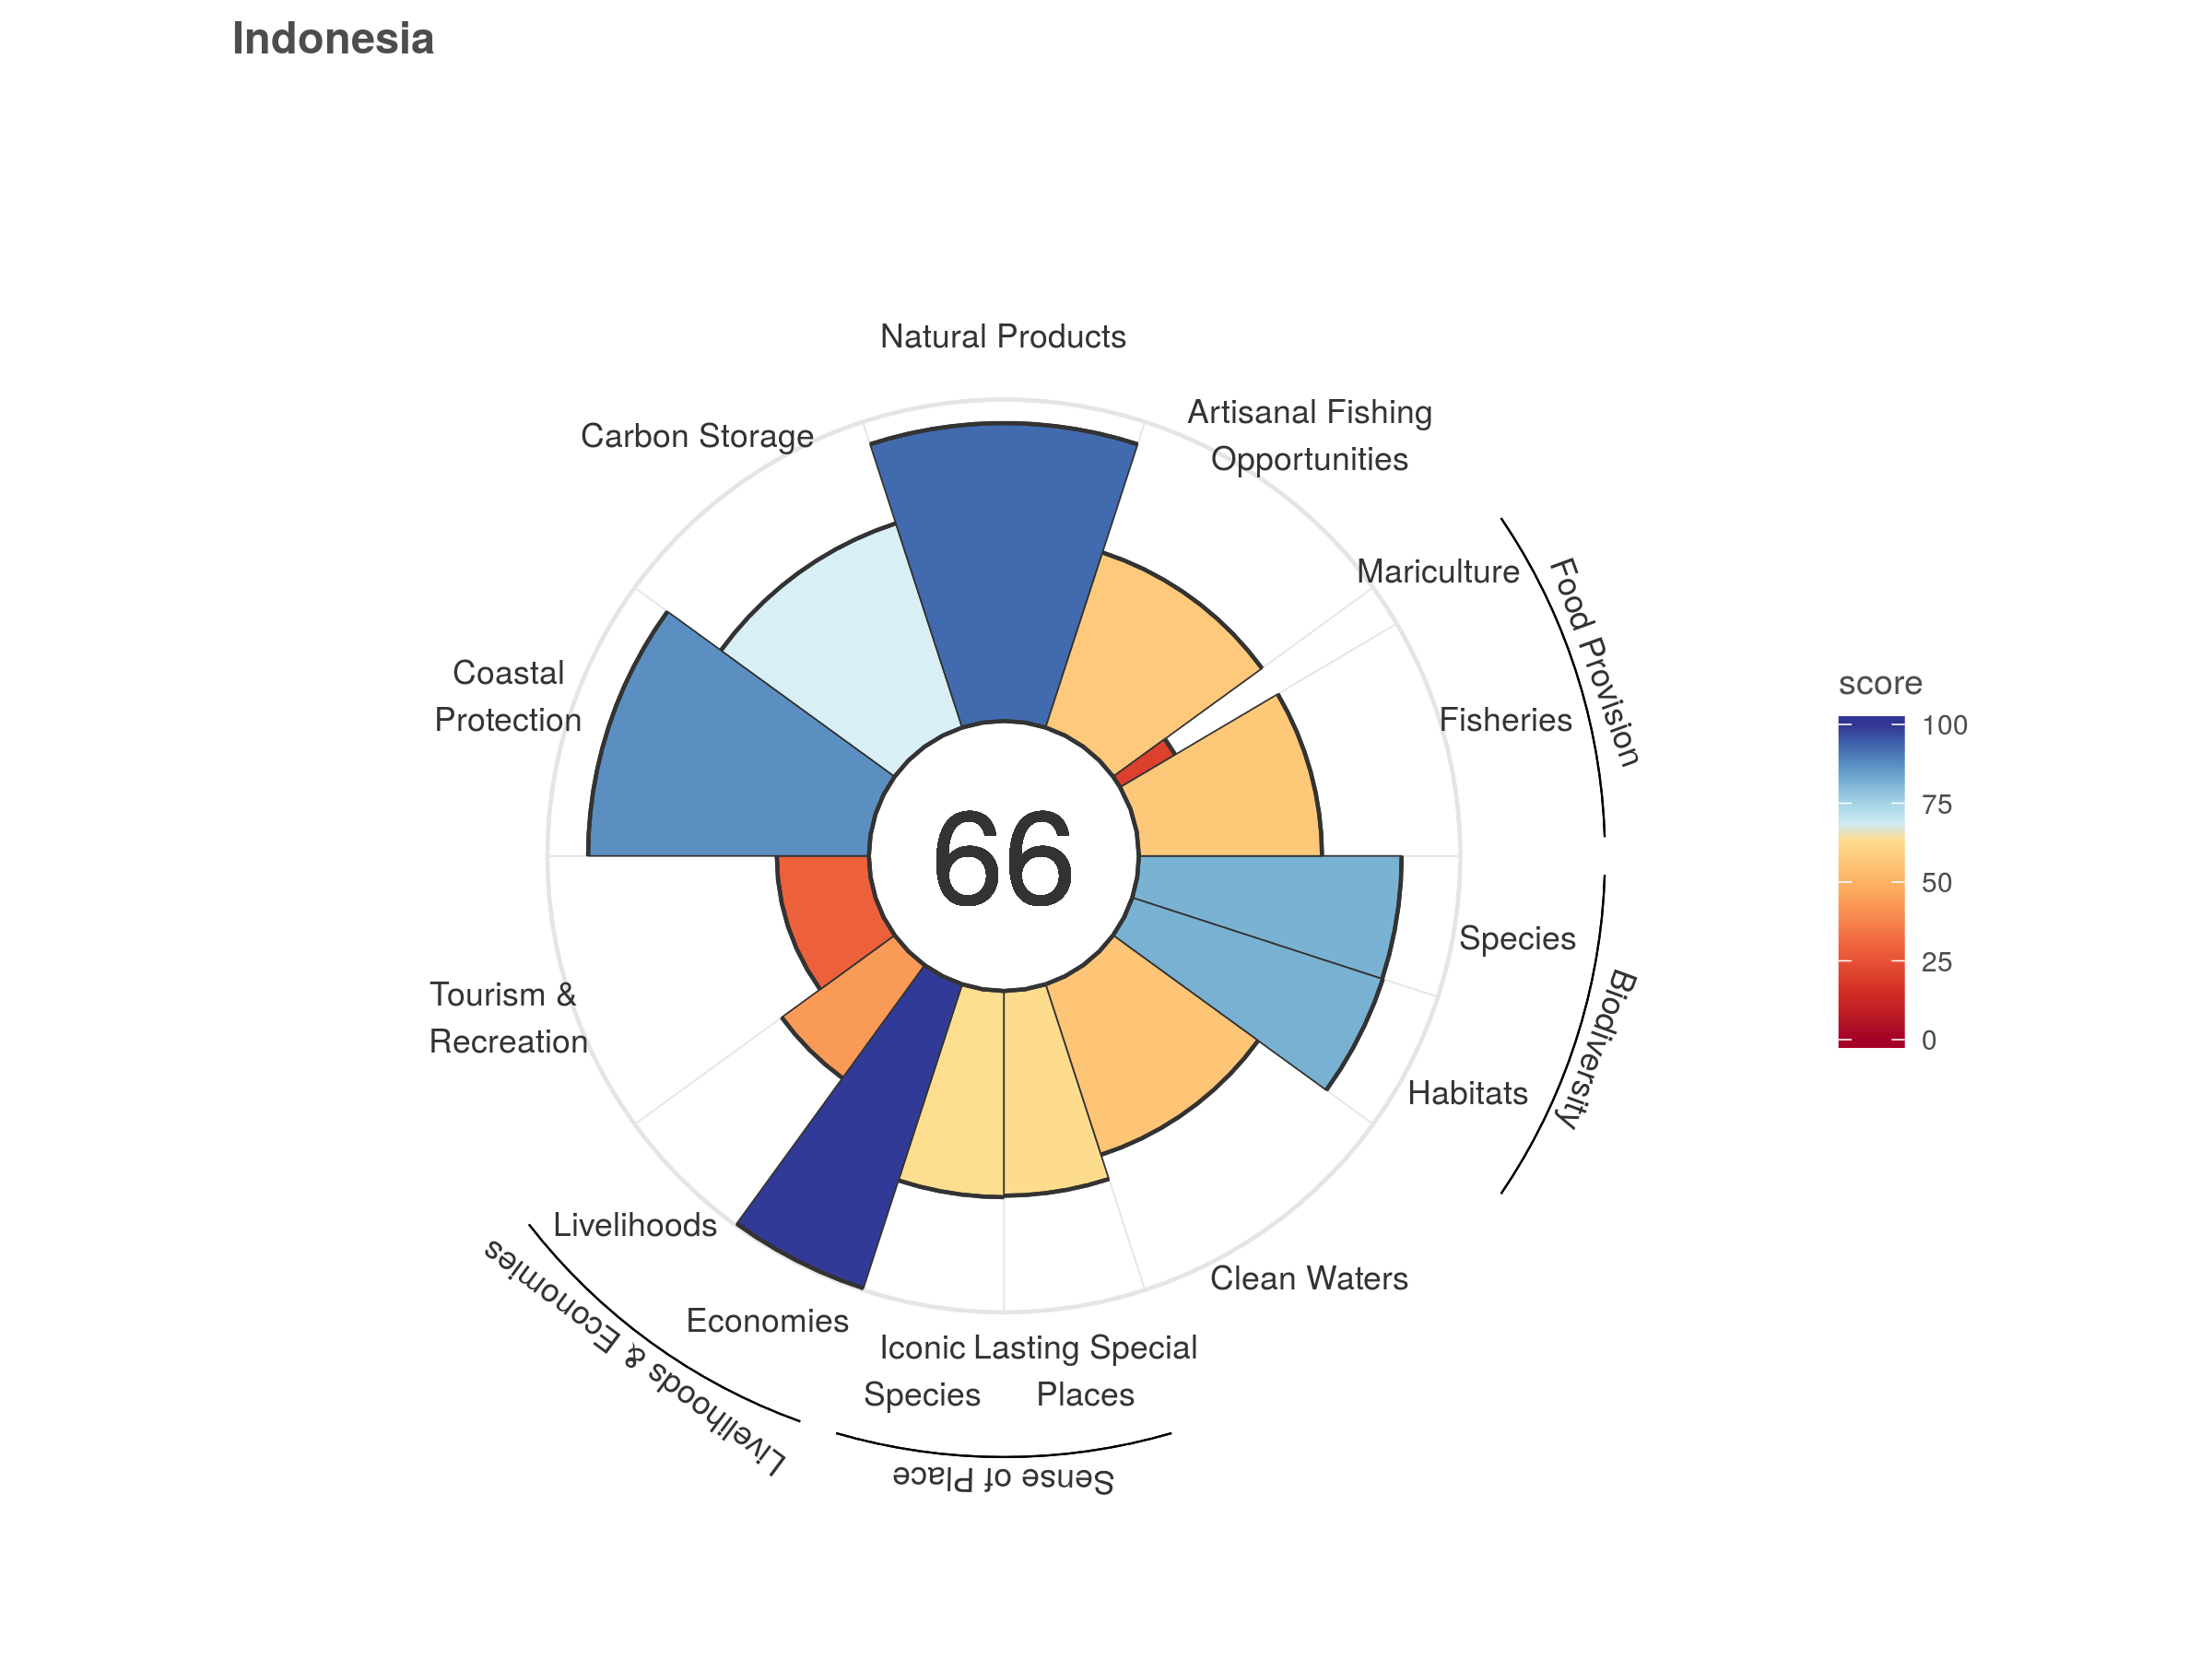 Indonesia
Natural Products
Artisanal Fishing
Opportunities
Carbon Storage
Mariculture
Food Provision
Coastal
Protection
Fisheries
66
score
100
75
50
25
0
Species
Biodiversity
Tourism &
Recreation
Habitats
Livelihoods
Clean Waters
Economies
Livelihoods & Economies
Iconic
Species
Lasting Special
Places
Sense of Place